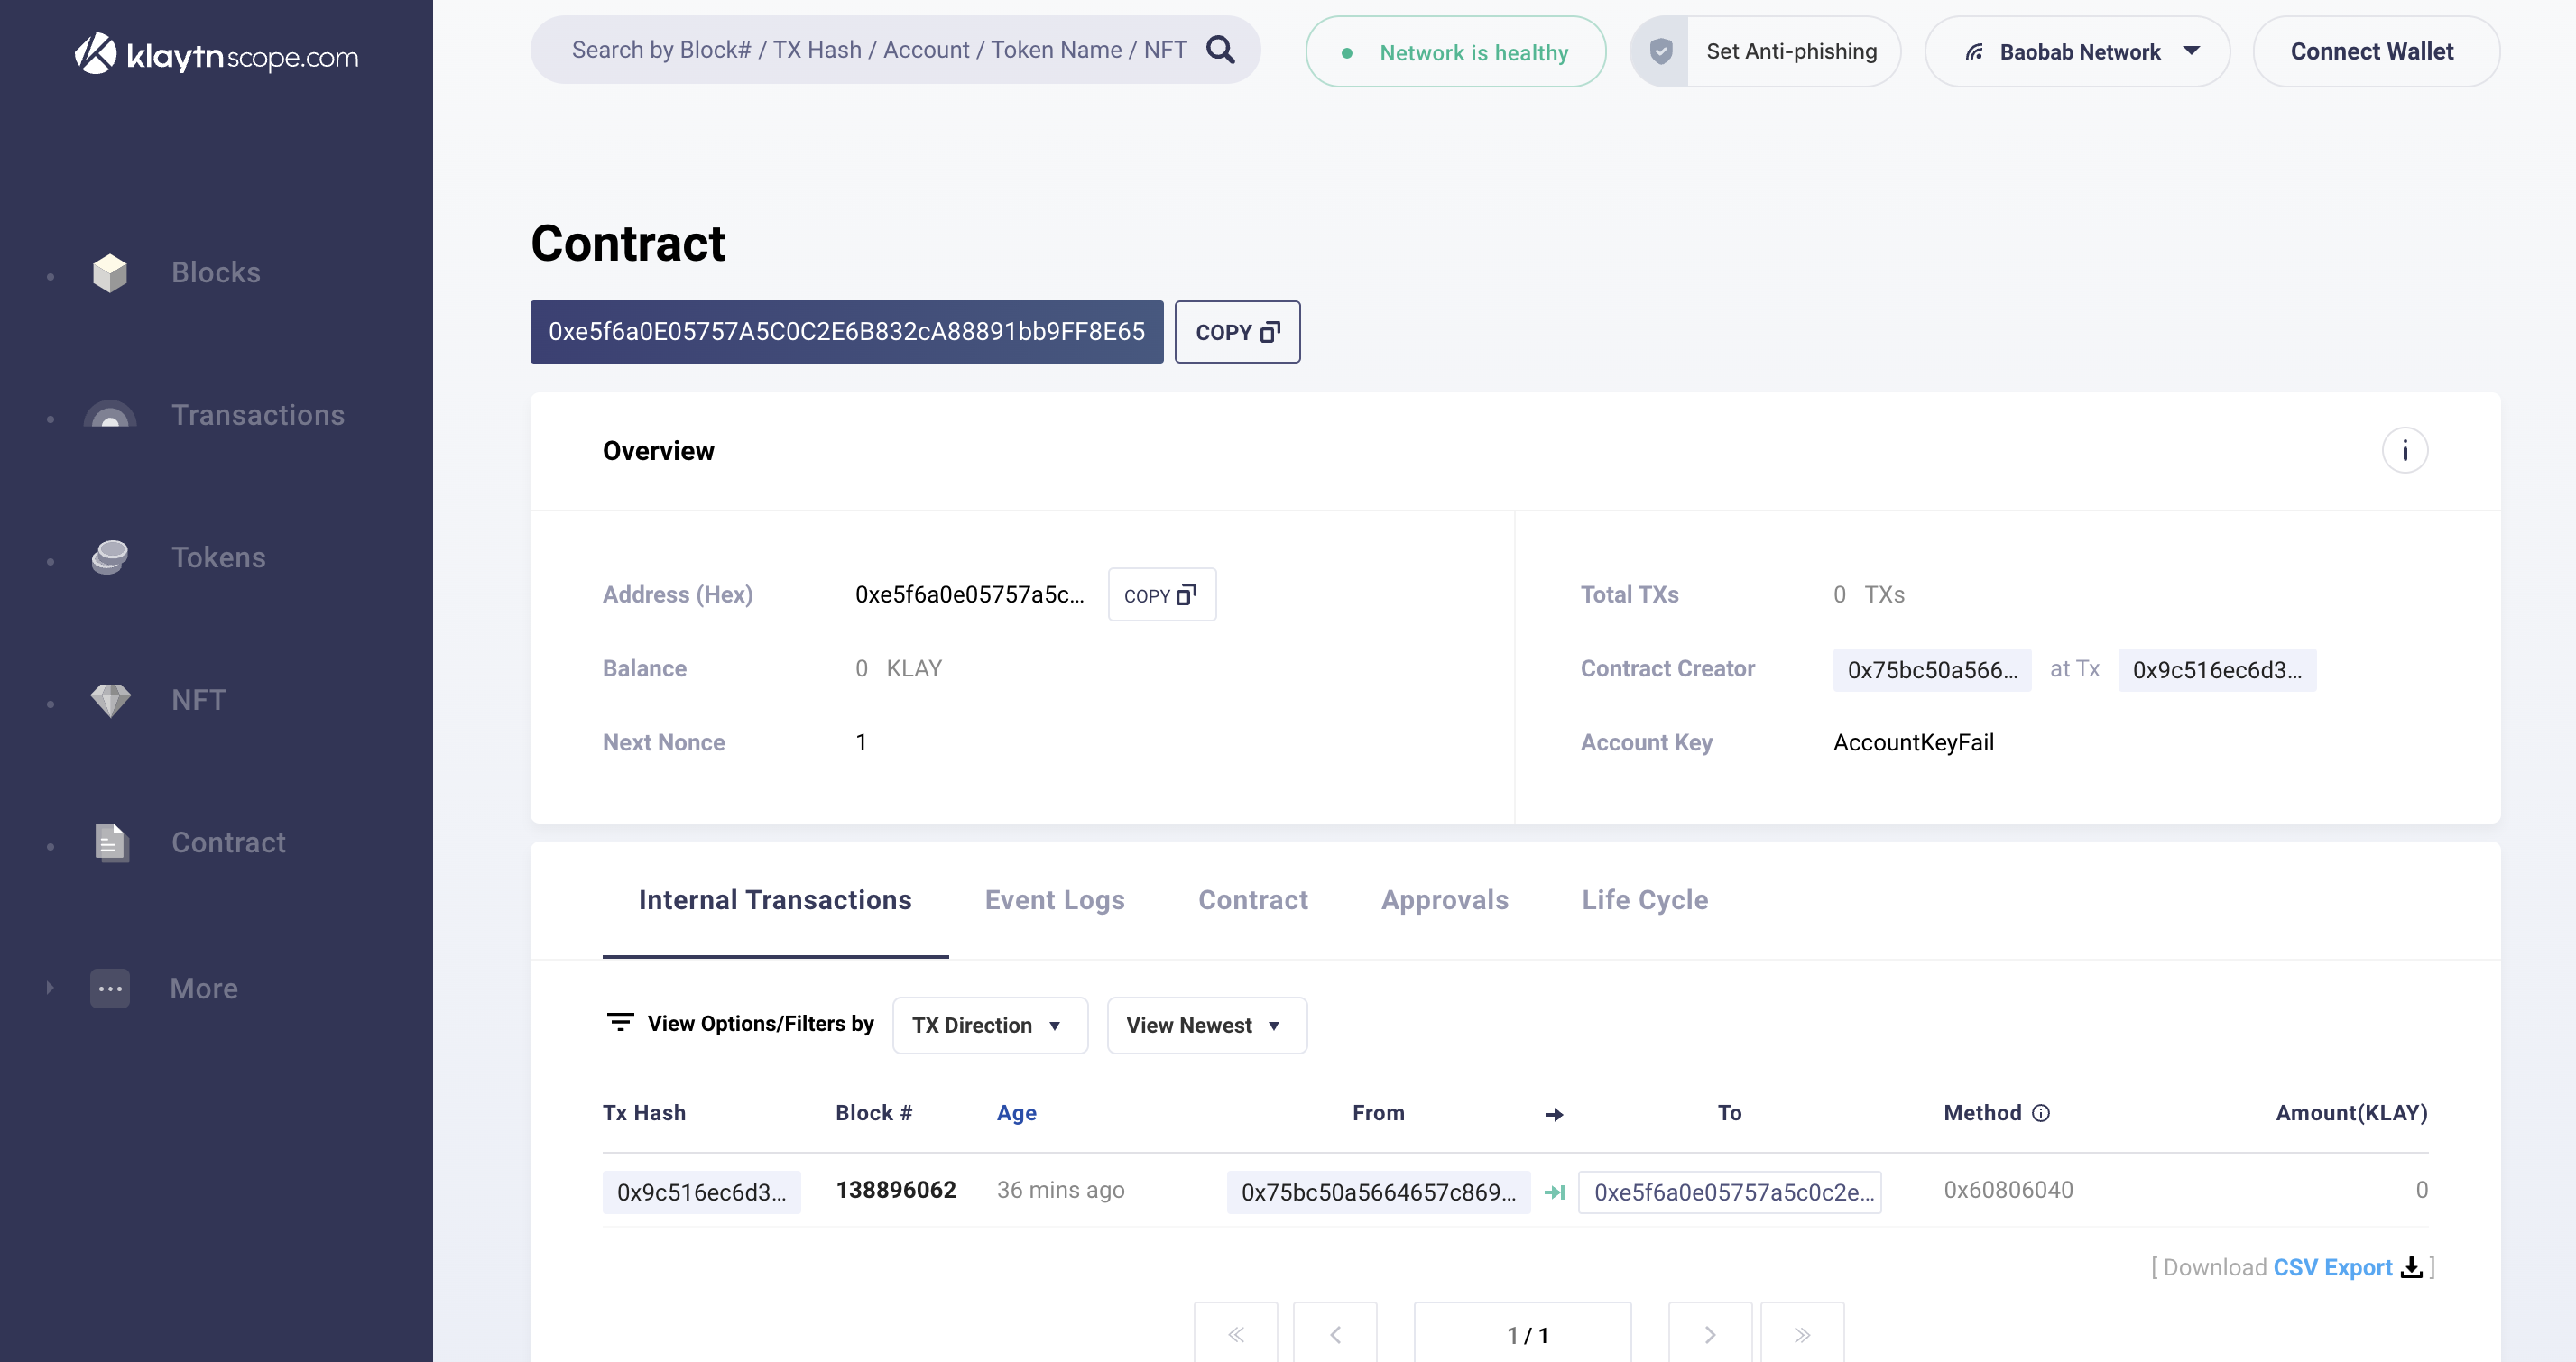 klaytnscope.com
Search by Block# / TX Hash / Account / Token Name / NFT
Network is healthy
Set Anti-phishing
Baobab Network
Connect Wallet
Blocks
Transactions
Tokens
NFT
Contract
More
Contract
0xe5f6a0E05757A5C0C2E6B832cA88891bb9FF8E65
COPY
Overview
i
Address (Hex)
0xe5f6a0e05757a5c...
COPY
Balance
0 KLAY
Next Nonce
1
Total TXs
0 TXs
Contract Creator
0x75bc50a566... at Tx 0x9c516ec6d3...
Account Key
AccountKeyFail
Internal Transactions
Event Logs
Contract
Approvals
Life Cycle
View Options/Filters by
TX Direction
View Newest
Tx Hash Block # Age From To Method Amount(KLAY)
0x9c516ec6d3... 138896062 36 mins ago 0x75bc50a5664657c869... 0xe5f6a0e05757a5c0c2e... 0x60806040 0
[ Download CSV Export ]
1 / 1